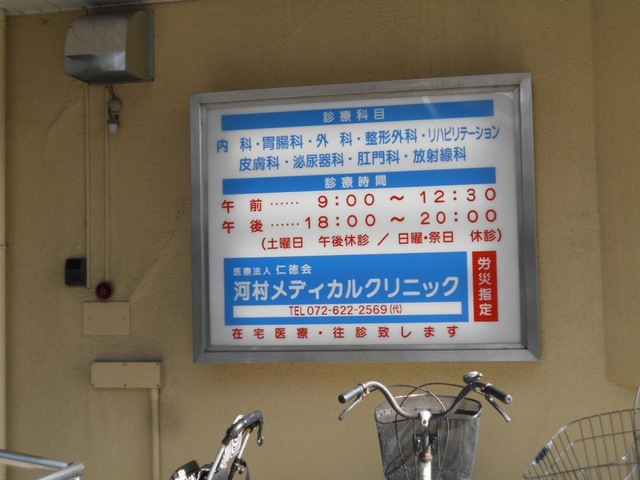 診療科目
内 科・胃腸科・外 科・整形外科・リハビリテーション
皮膚科・泌尿器科・肛門科・放射線科
診療時間
午 前 …… 9:00 ～ 12:30
午 後 …… 18:00 ～ 20:00
(土曜日 午後休診 / 日曜・祭日 休診)
医療法人 仁徳会
河村メディカルクリニック
TEL 072-622-2569 (代)
労災指定
在宅医療・往診致します